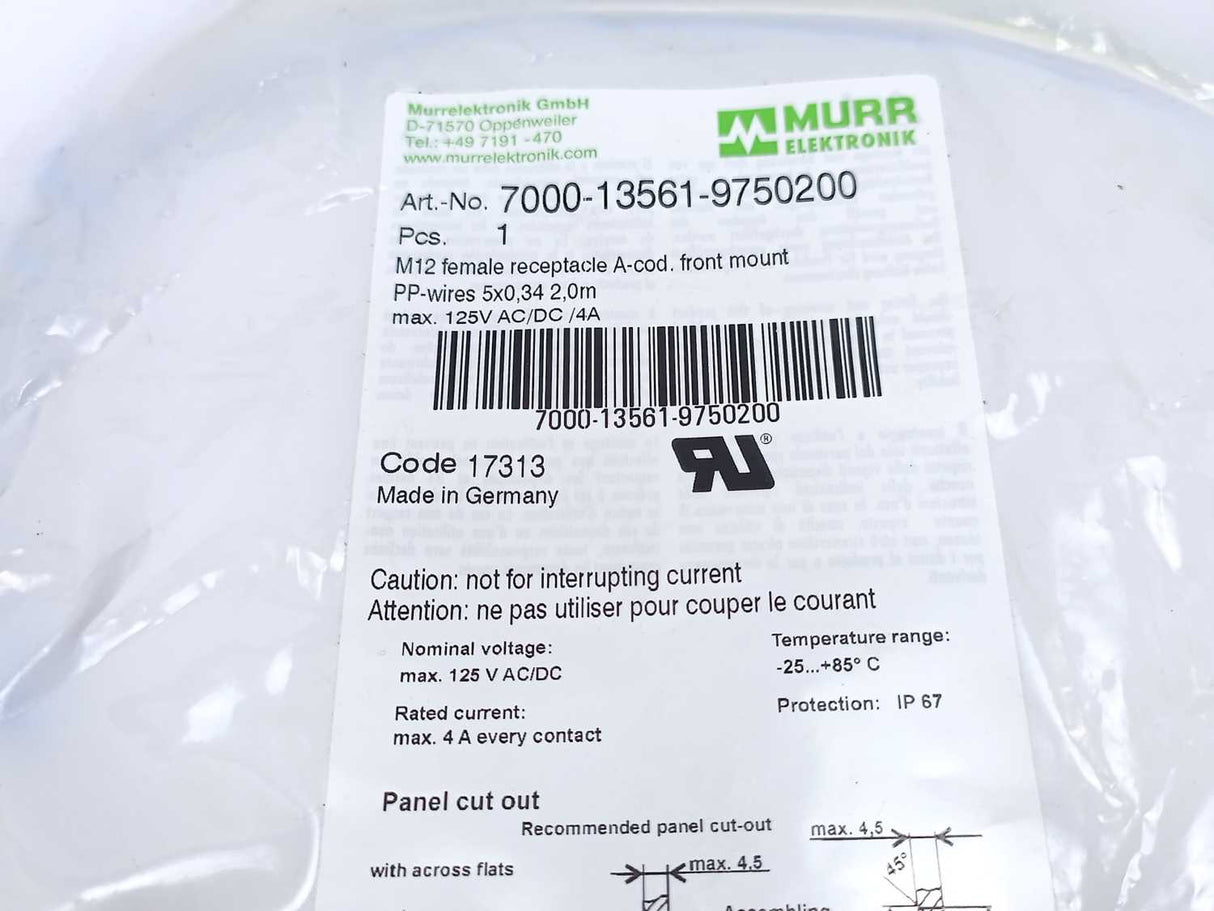 Murrelektronik GmbH
D-71570 Oppenweiler
Tel.: +49 7191 -470
www.murrelektronik.com
MURR
ELEKTRONIK
Art.-No. 7000-13561-9750200
Pcs. 1
M12 female receptacle A-cod. front mount
PP-wires 5x0,34 2,0m
max. 125V AC/DC /4A
7000-13561-9750200
Code 17313
Made in Germany
RU®
Caution: not for interrupting current
Attention: ne pas utiliser pour couper le courant
Nominal voltage:
max. 125 V AC/DC
Temperature range:
-25...+85° C
Rated current:
max. 4 A every contact
Protection: IP 67
Panel cut out
Recommended panel cut-out
with across flats
max. 4,5
max. 4,5
45°
Assembling